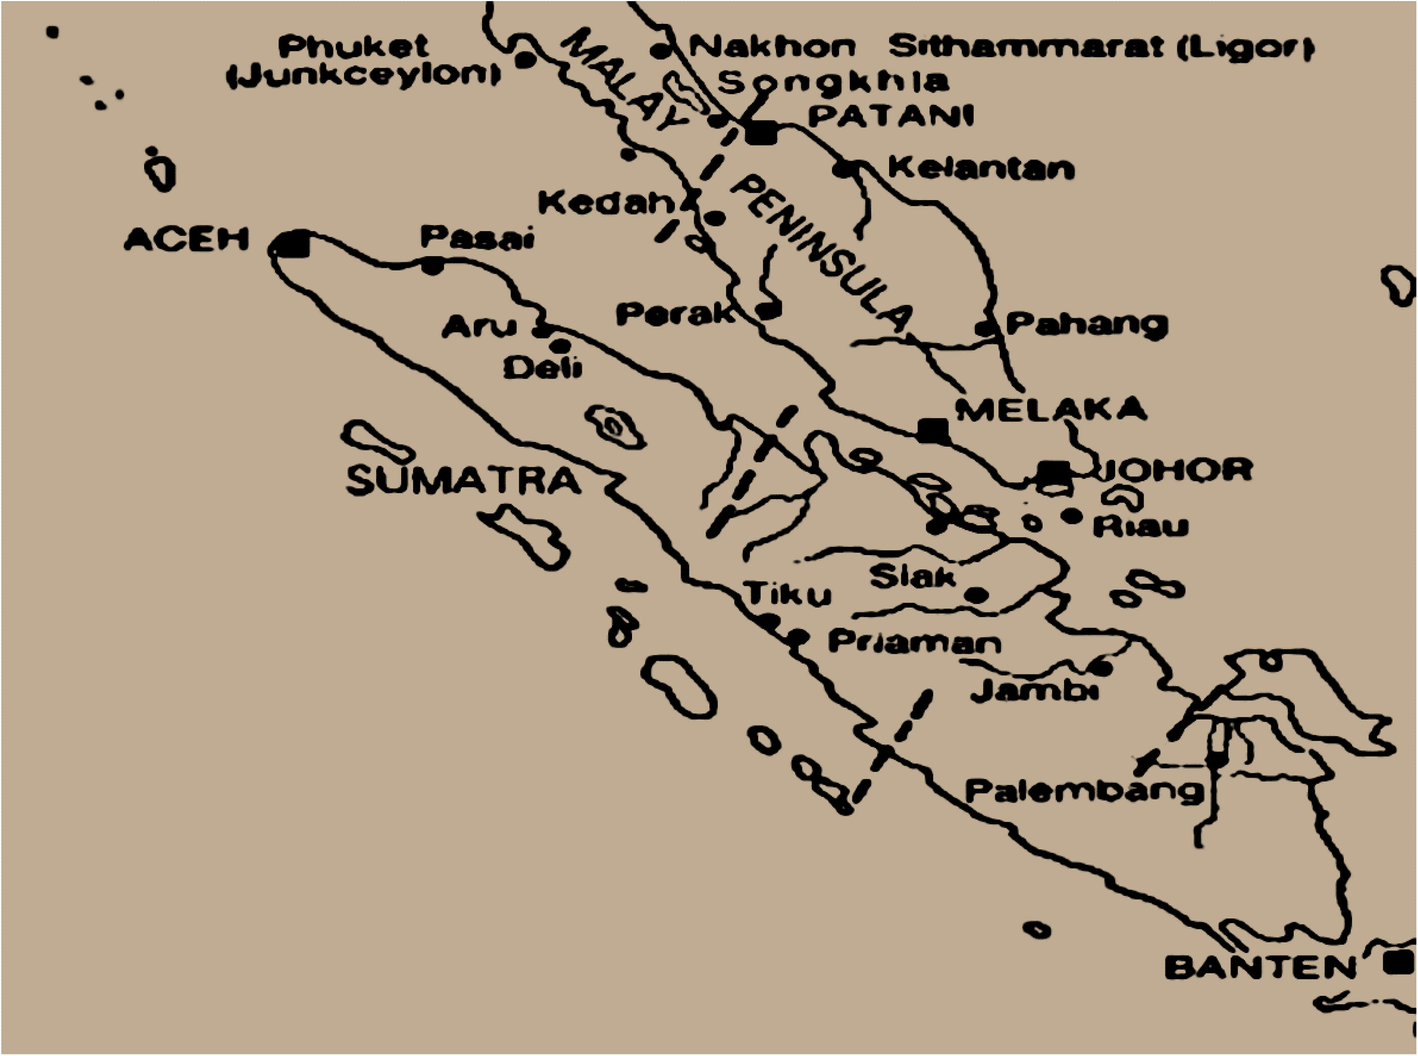 Phuket
(Junkceylon)
MALAY
Nakhon Sithammarat (Ligor)
Songkhla
PATANI
Kelantan
Kedah
PENINSULA
ACEH
Pasai
Perak
Pahang
Aru
Deli
MELAKA
SUMATRA
JOHOR
Riau
Siak
Tiku
Priaman
Jambi
Palembang
BANTEN